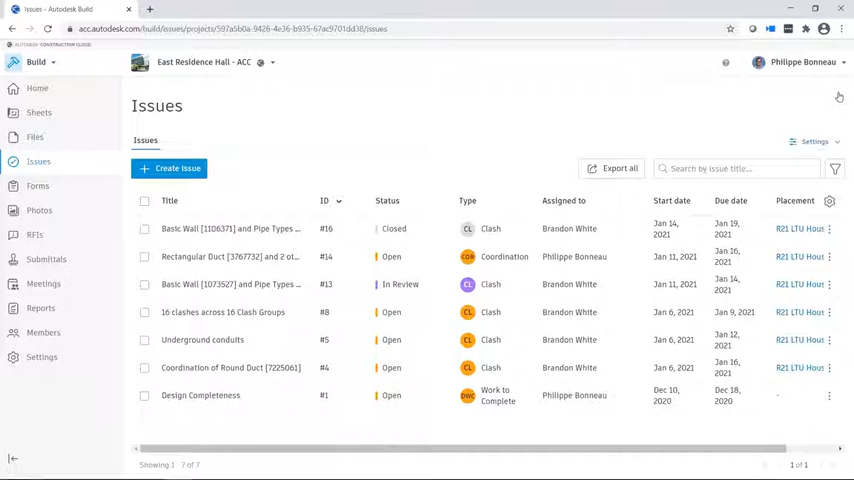 Issues - Autodesk Build
acc.autodesk.com/build/issues/projects/597a5b0a-9426-4e36-b935-67ac9701dd38/issues
AUTODESK CONSTRUCTION CLOUD
Build
East Residence Hall - ACC
Philippe Bonneau
Home
Sheets
Files
Issues
Forms
Photos
RFIs
Submittals
Meetings
Reports
Members
Settings
Issues
Issues
Settings
Create issue
Export all
Search by issue title...
Title ID Status Type Assigned to Start date Due date Placement
Basic Wall [1106371] and Pipe Types ... #16 Closed CL Clash Brandon White Jan 14, 2021 Jan 19, 2021 R21 LTU Hous
Rectangular Duct [3767732] and 2 ot... #14 Open COR Coordination Philippe Bonneau Jan 11, 2021 Jan 16, 2021 R21 LTU Hous
Basic Wall [1073527] and Pipe Types ... #13 In Review CL Clash Brandon White Jan 11, 2021 Jan 14, 2021 R21 LTU Hous
16 clashes across 16 Clash Groups #8 Open CL Clash Brandon White Jan 6, 2021 Jan 9, 2021 R21 LTU Hous
Underground conduits #5 Open CL Clash Brandon White Jan 6, 2021 Jan 12, 2021 R21 LTU Hous
Coordination of Round Duct [7225061] #4 Open CL Clash Brandon White Jan 6, 2021 Jan 16, 2021 R21 LTU Hous
Design Completeness #1 Open DWC Work to Complete Philippe Bonneau Dec 10, 2020 Dec 18, 2020 -
Showing 1 - 7 of 7
1 of 1